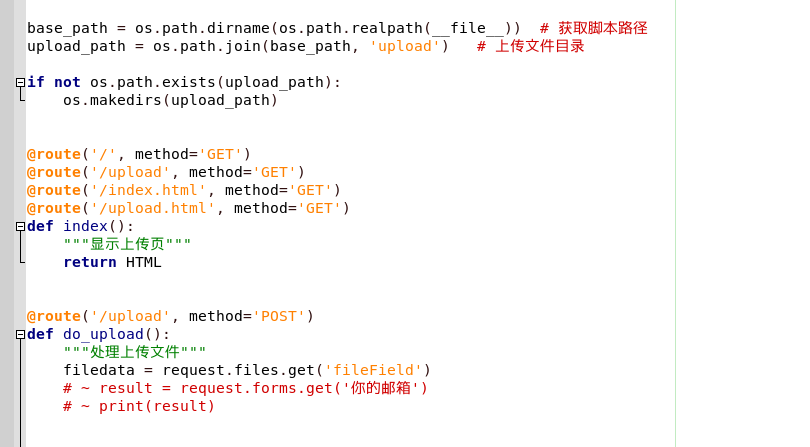 base_path = os.path.dirname(os.path.realpath(__file__))  # 获取脚本路径
upload_path = os.path.join(base_path, 'upload')   # 上传文件目录
if not os.path.exists(upload_path):
    os.makedirs(upload_path)
@route('/', method='GET')
@route('/upload', method='GET')
@route('/index.html', method='GET')
@route('/upload.html', method='GET')
def index():
    """显示上传页"""
    return HTML
@route('/upload', method='POST')
def do_upload():
    """处理上传文件"""
    filedata = request.files.get('fileField')
    # ~ result = request.forms.get('你的邮箱')
    # ~ print(result)